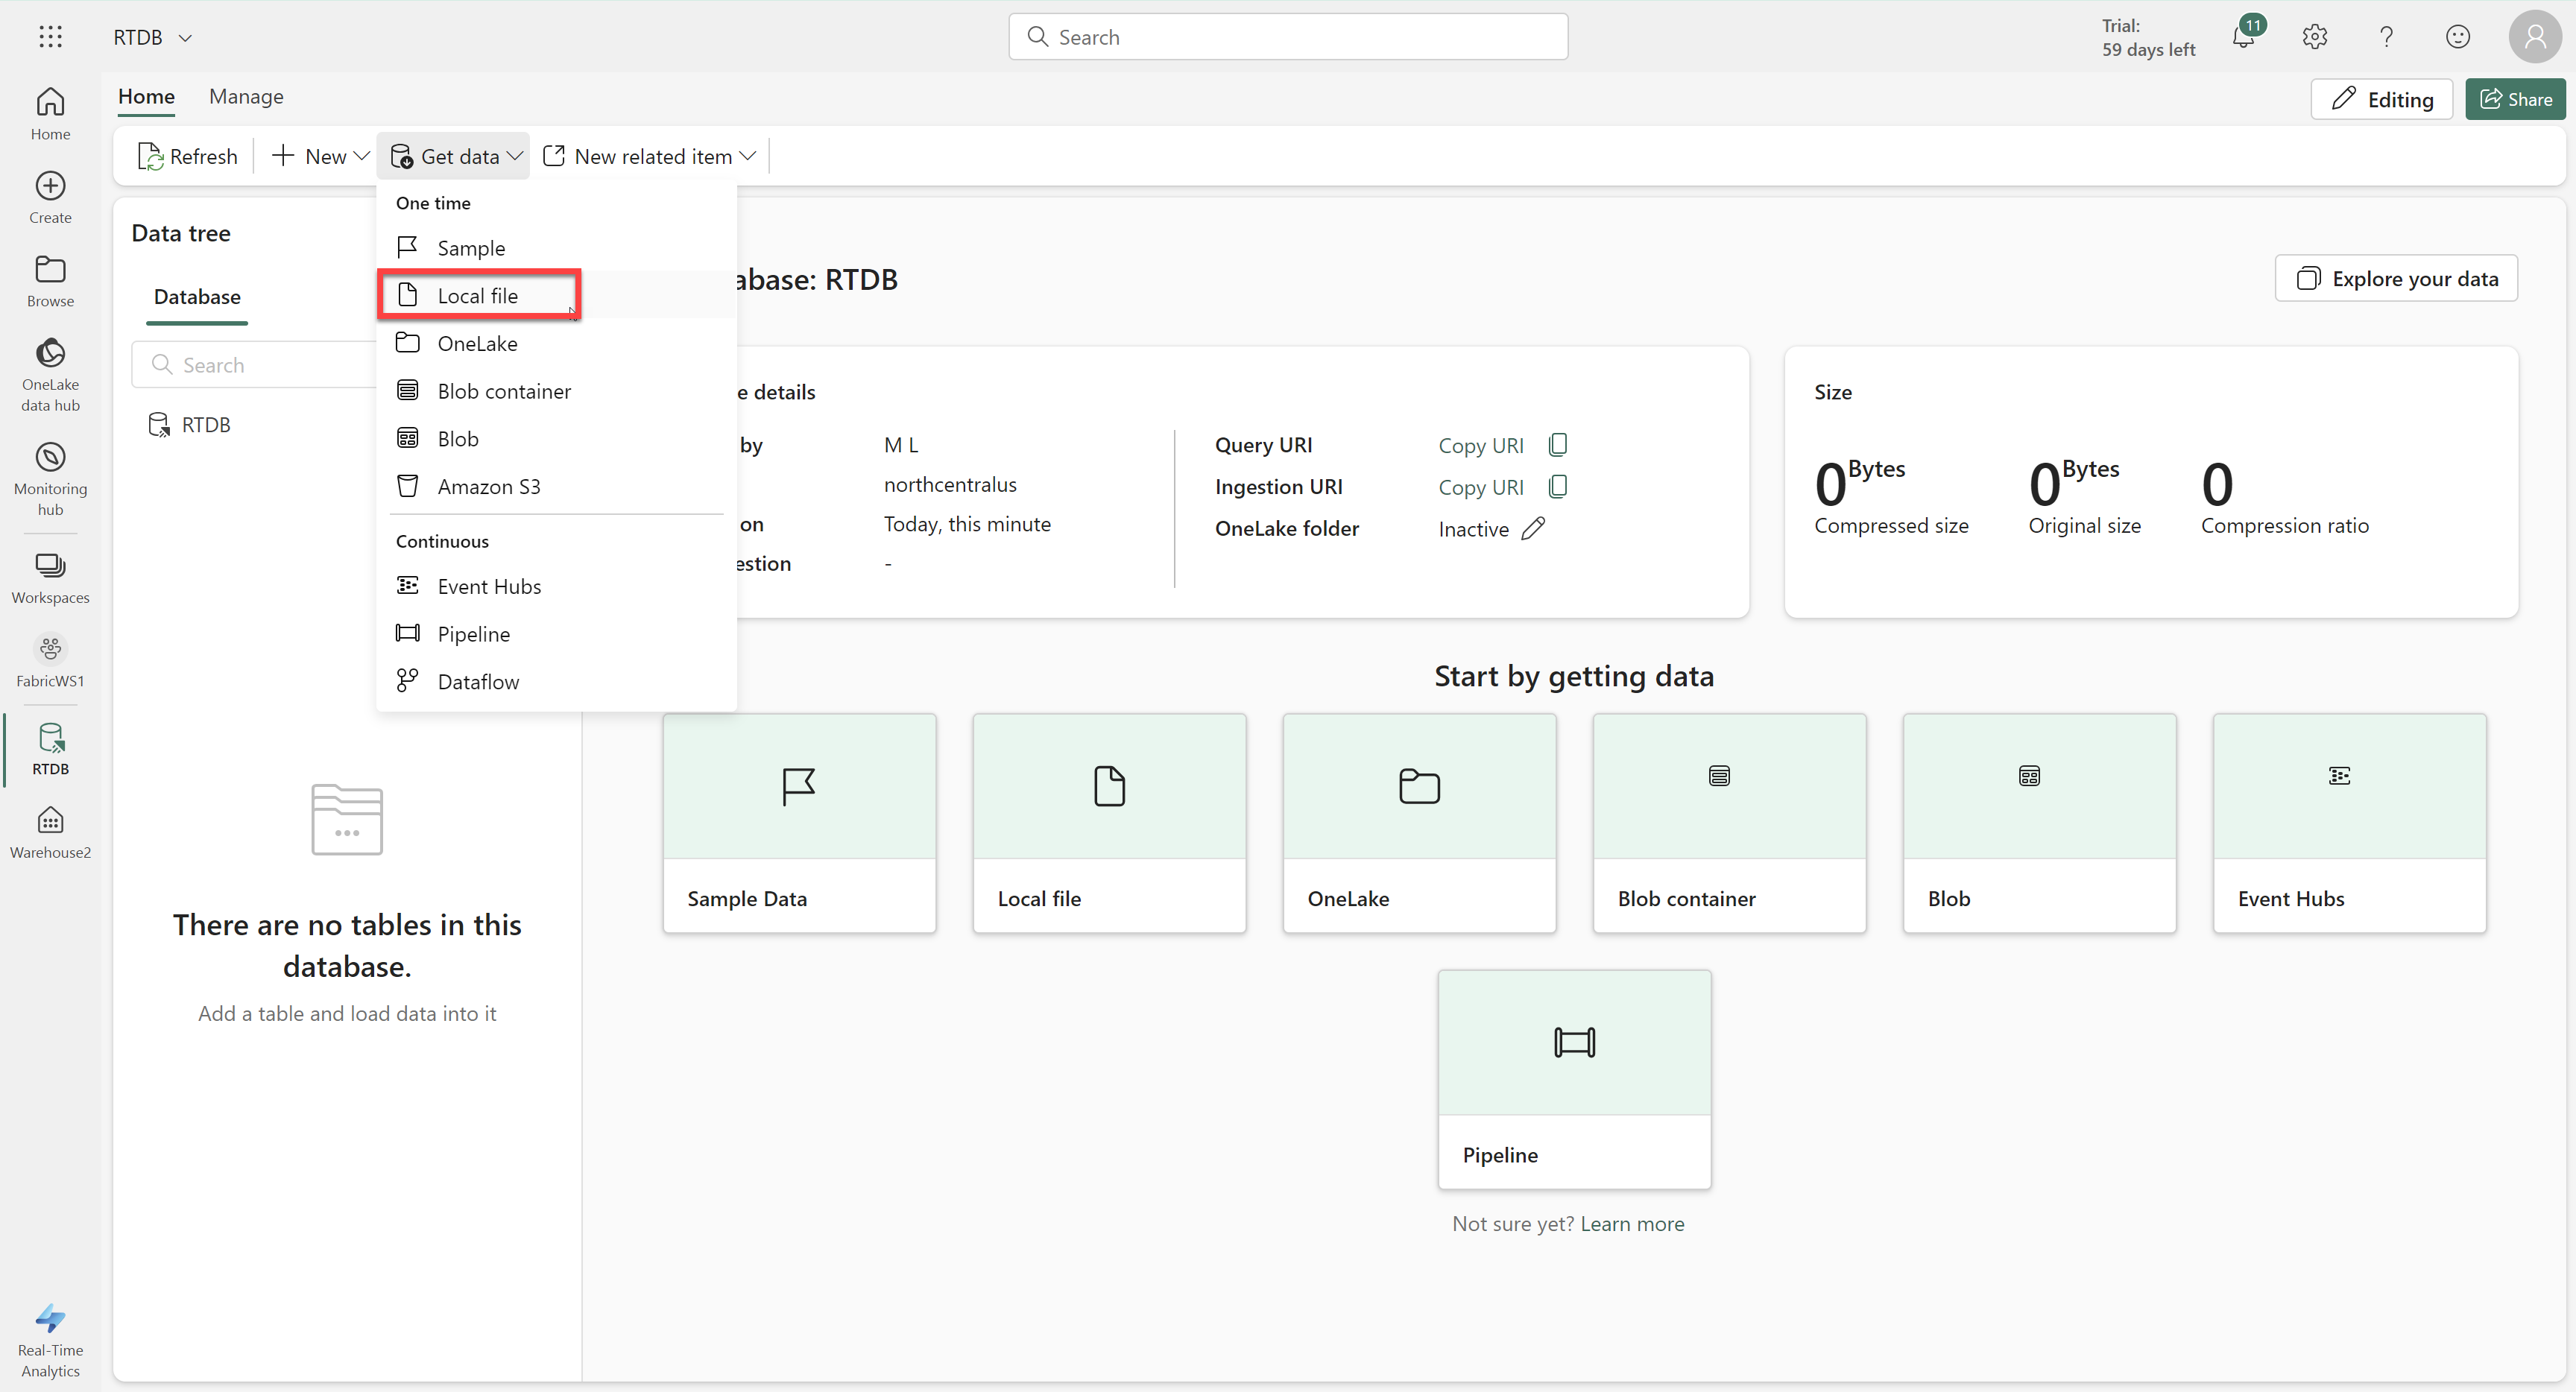 RTDB
Search
Trial:
59 days left
11
Home
Manage
Editing
Share
Refresh
New
Get data
New related item
Home
Create
Browse
OneLake
data hub
Monitoring
hub
Workspaces
FabricWS1
RTDB
Warehouse2
Real-Time
Analytics
Data tree
Database
Search
RTDB
There are no tables in this
database.
Add a table and load data into it
One time
Sample
Local file
OneLake
Blob container
Blob
Amazon S3
Continuous
Event Hubs
Pipeline
Dataflow
abase: RTDB
Explore your data
e details
by
M L
northcentralus
on
Today, this minute
estion
-
Query URI
Copy URI
Ingestion URI
Copy URI
OneLake folder
Inactive
Size
0 Bytes
Compressed size
0 Bytes
Original size
0
Compression ratio
Start by getting data
Sample Data
Local file
OneLake
Blob container
Blob
Event Hubs
Pipeline
Not sure yet? Learn more